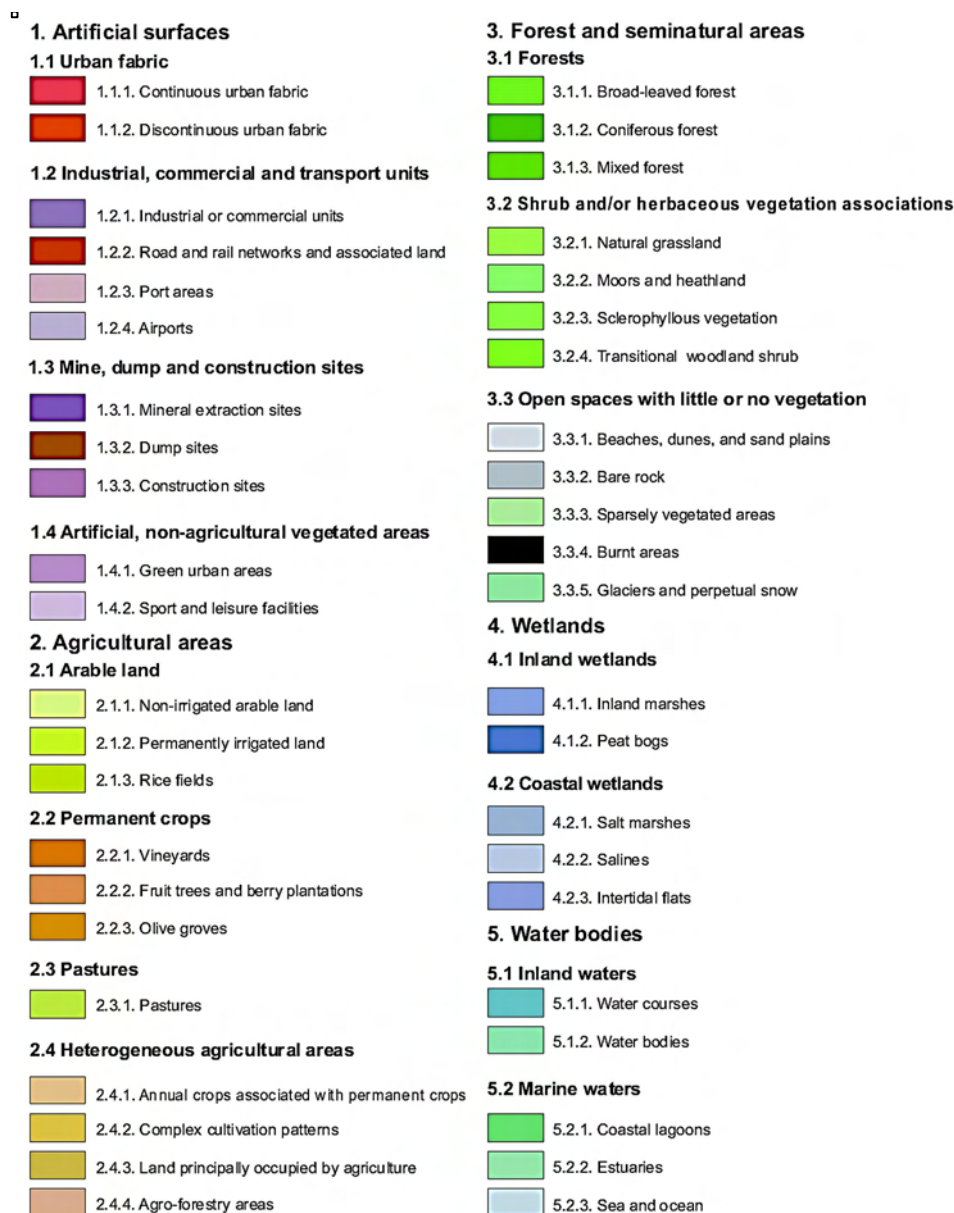 1. Artificial surfaces
1.1 Urban fabric
1.1.1. Continuous urban fabric
1.1.2. Discontinuous urban fabric
1.2 Industrial, commercial and transport units
1.2.1. Industrial or commercial units
1.2.2. Road and rail networks and associated land
1.2.3. Port areas
1.2.4. Airports
1.3 Mine, dump and construction sites
1.3.1. Mineral extraction sites
1.3.2. Dump sites
1.3.3. Construction sites
1.4 Artificial, non-agricultural vegetated areas
1.4.1. Green urban areas
1.4.2. Sport and leisure facilities
2. Agricultural areas
2.1 Arable land
2.1.1. Non-irrigated arable land
2.1.2. Permanently irrigated land
2.1.3. Rice fields
2.2 Permanent crops
2.2.1. Vineyards
2.2.2. Fruit trees and berry plantations
2.2.3. Olive groves
2.3 Pastures
2.3.1. Pastures
2.4 Heterogeneous agricultural areas
2.4.1. Annual crops associated with permanent crops
2.4.2. Complex cultivation patterns
2.4.3. Land principally occupied by agriculture
2.4.4. Agro-forestry areas
3. Forest and seminatural areas
3.1 Forests
3.1.1. Broad-leaved forest
3.1.2. Coniferous forest
3.1.3. Mixed forest
3.2 Shrub and/or herbaceous vegetation associations
3.2.1. Natural grassland
3.2.2. Moors and heathland
3.2.3. Sclerophyllous vegetation
3.2.4. Transitional woodland shrub
3.3 Open spaces with little or no vegetation
3.3.1. Beaches, dunes, and sand plains
3.3.2. Bare rock
3.3.3. Sparsely vegetated areas
3.3.4. Burnt areas
3.3.5. Glaciers and perpetual snow
4. Wetlands
4.1 Inland wetlands
4.1.1. Inland marshes
4.1.2. Peat bogs
4.2 Coastal wetlands
4.2.1. Salt marshes
4.2.2. Salines
4.2.3. Intertidal flats
5. Water bodies
5.1 Inland waters
5.1.1. Water courses
5.1.2. Water bodies
5.2 Marine waters
5.2.1. Coastal lagoons
5.2.2. Estuaries
5.2.3. Sea and ocean